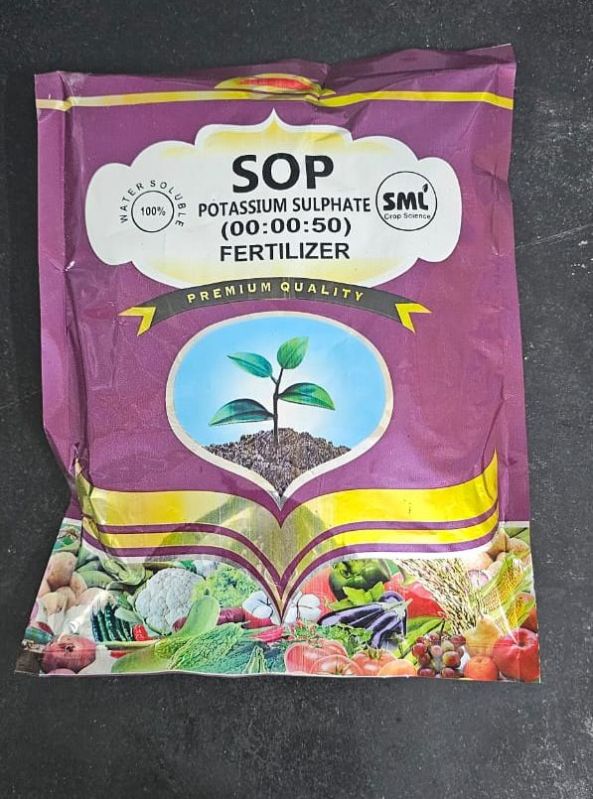 SOP
POTASSIUM SULPHATE
(00:00:50)
FERTILIZER
WATER SOLUBLE
100%
SML
Crop Science
PREMIUM QUALITY